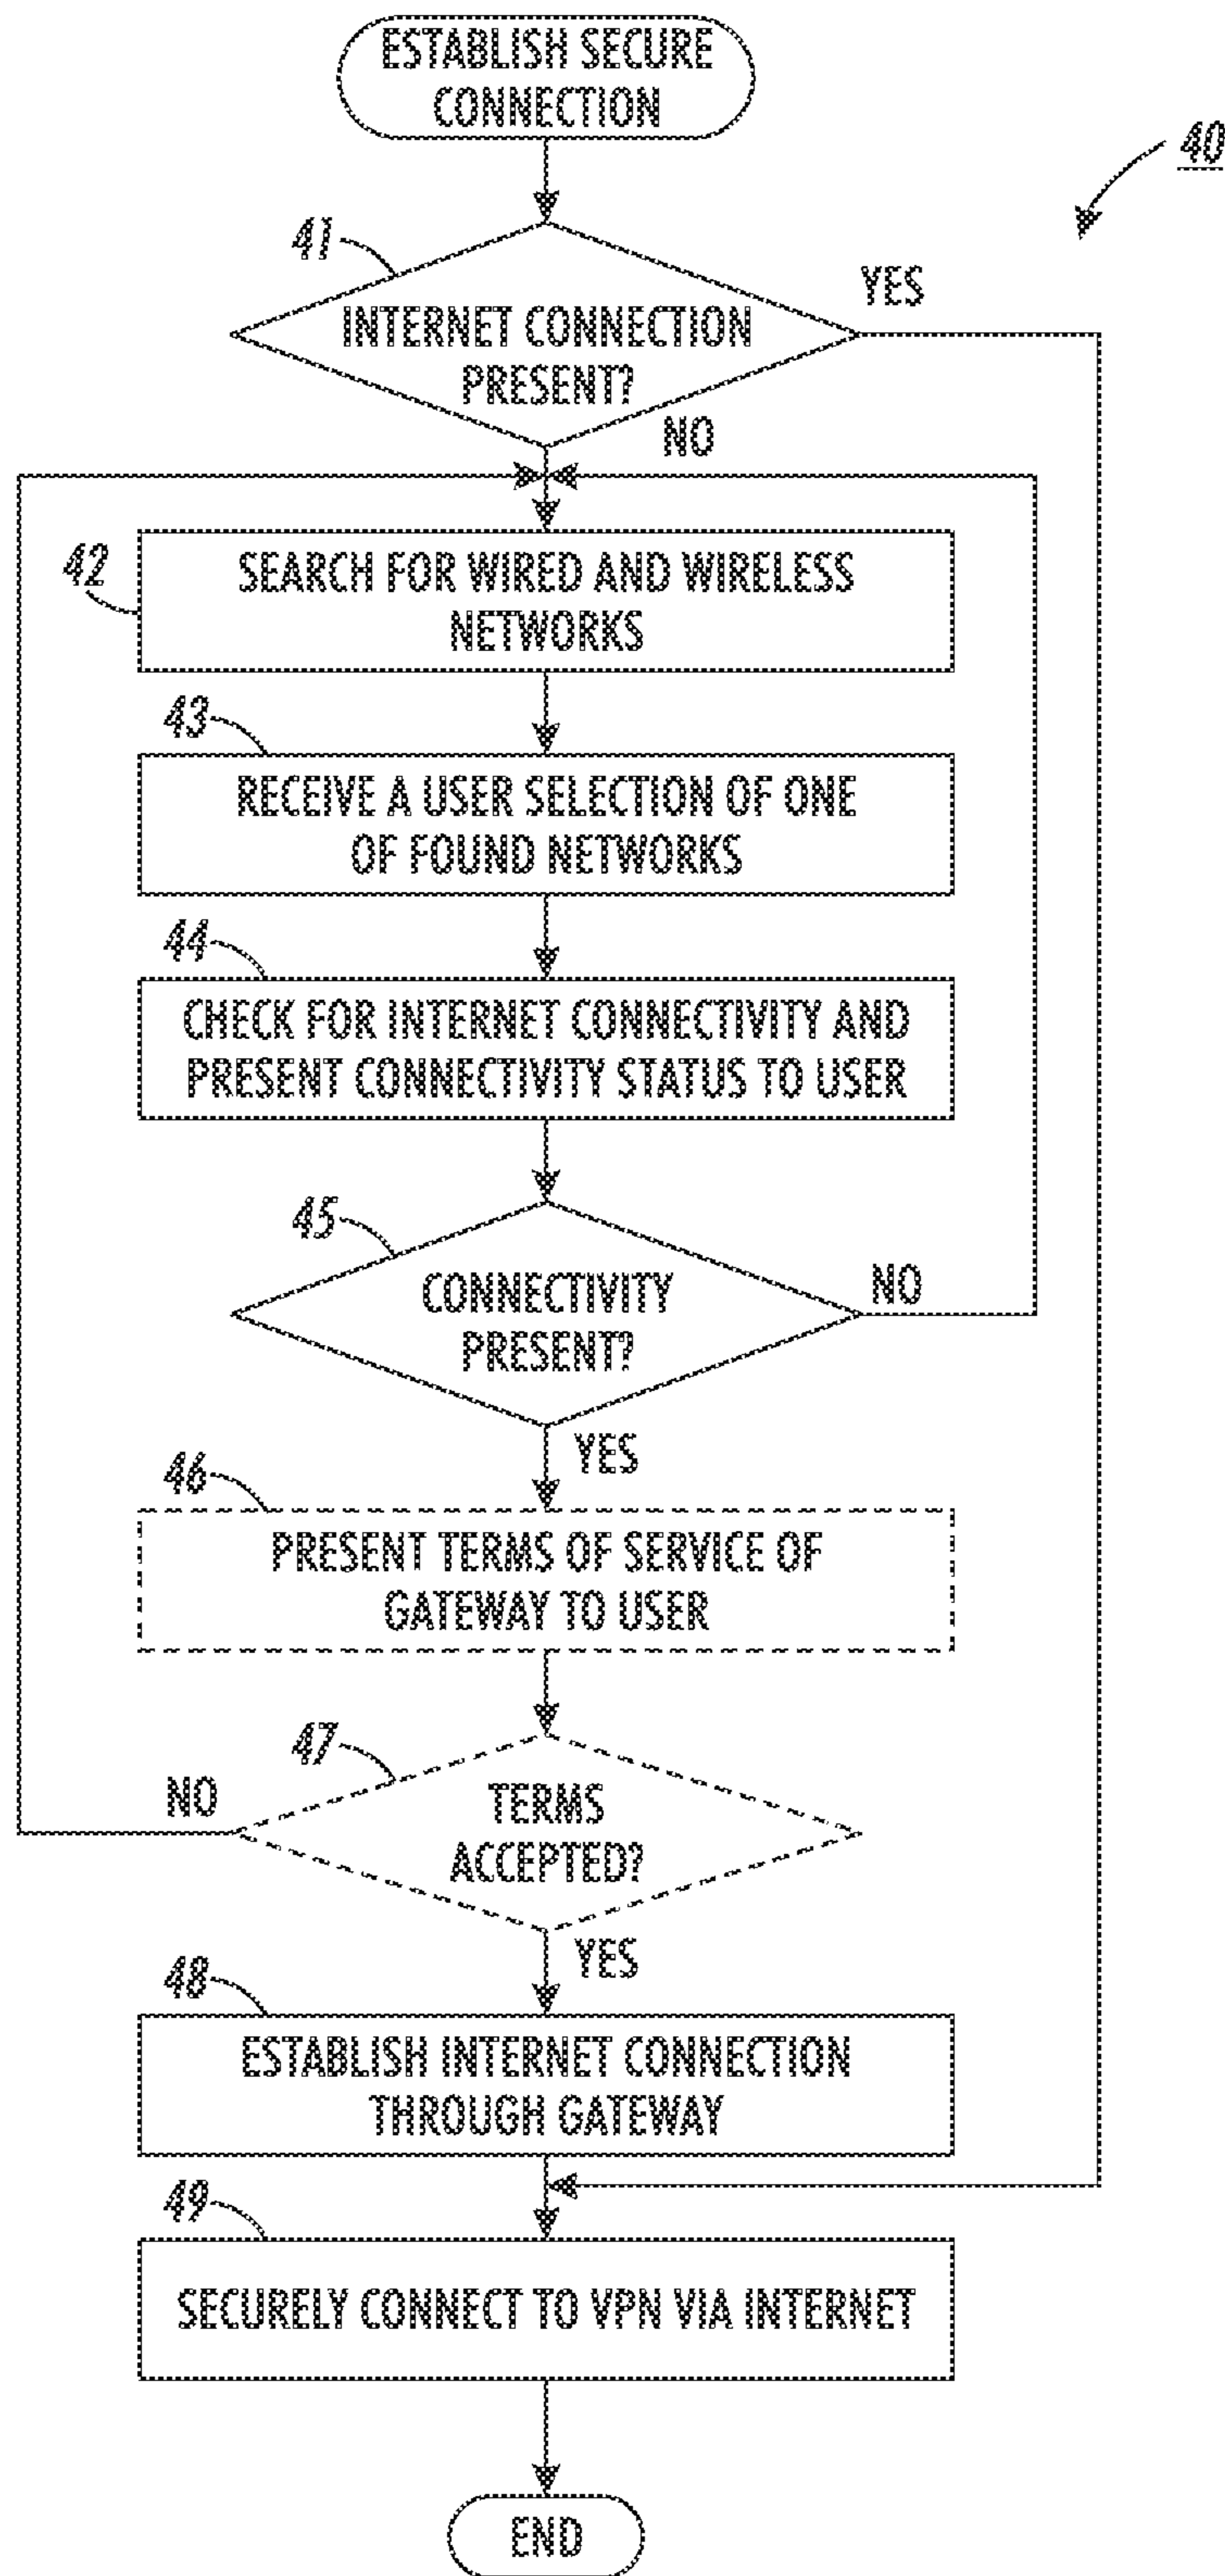 ESTABLISH SECURE
CONNECTION
40
41
YES
INTERNET CONNECTION
PRESENT?
NO
42
SEARCH FOR WIRED AND WIRELESS
NETWORKS
43
RECEIVE A USER SELECTION OF ONE
OF FOUND NETWORKS
44
CHECK FOR INTERNET CONNECTIVITY AND
PRESENT CONNECTIVITY STATUS TO USER
45
CONNECTIVITY
PRESENT?
NO
YES
46
PRESENT TERMS OF SERVICE OF
GATEWAY TO USER
47
NO
TERMS
ACCEPTED?
YES
48
ESTABLISH INTERNET CONNECTION
THROUGH GATEWAY
49
SECURELY CONNECT TO VPN VIA INTERNET
END